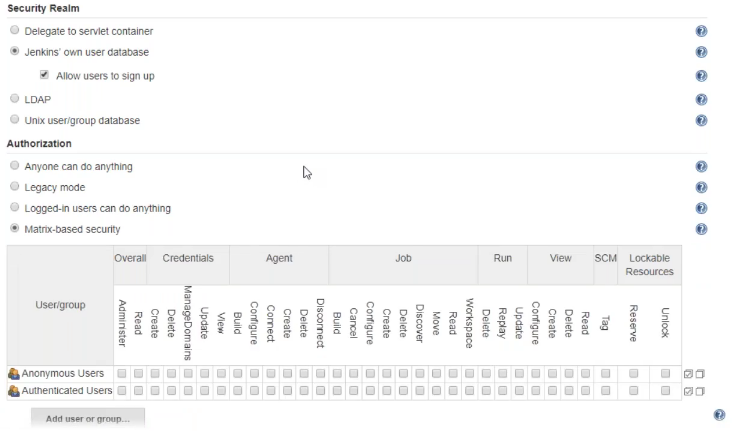 Security Realm
Delegate to servlet container
Jenkins' own user database
Allow users to sign up
LDAP
Unix user/group database
Authorization
Anyone can do anything
Legacy mode
Logged-in users can do anything
Matrix-based security
User/group Overall Credentials Agent Job Run View SCM Lockable Resources
Administer Read Create Delete ManageDomains Update View Build Configure Connect Create Delete Disconnect Build Cancel Configure Create Delete Discover Move Read Workspace Delete Replay Update Configure Create Delete Read Tag Reserve Unlock
Anonymous Users
Authenticated Users
Add user or group...